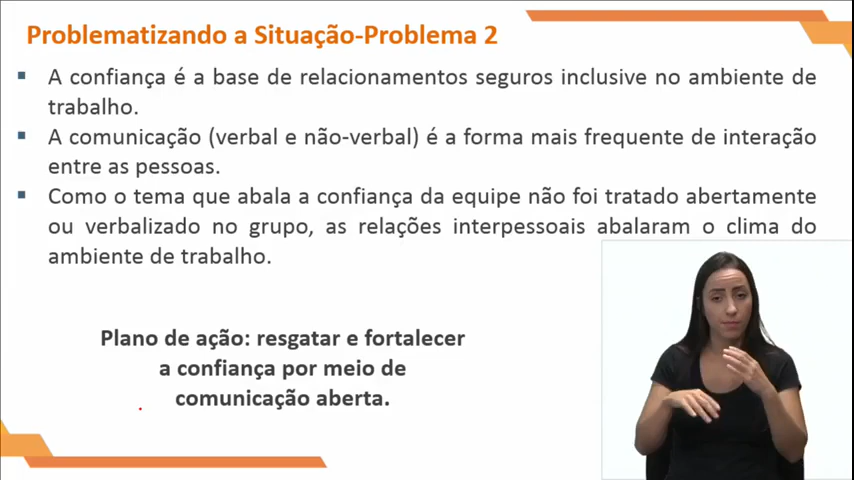 Problematizando a Situação-Problema 2
▪ A confiança é a base de relacionamentos seguros inclusive no ambiente de
trabalho.
▪ A comunicação (verbal e não-verbal) é a forma mais frequente de interação
entre as pessoas.
▪ Como o tema que abala a confiança da equipe não foi tratado abertamente
ou verbalizado no grupo, as relações interpessoais abalaram o clima do
ambiente de trabalho.
Plano de ação: resgatar e fortalecer
a confiança por meio de
comunicação aberta.